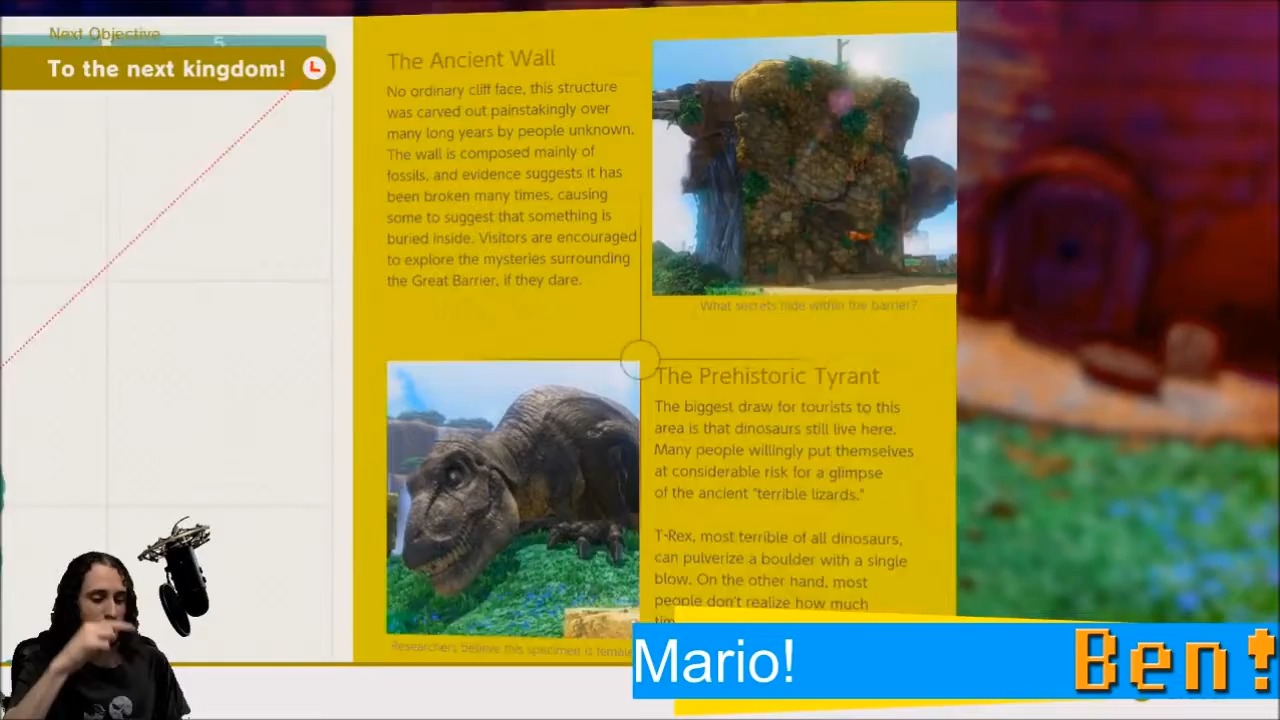 Next Objective
5
To the next kingdom!
The Ancient Wall
No ordinary cliff face, this structure
was carved out painstakingly over
many long years by people unknown.
The wall is composed mainly of
fossils, and evidence suggests it has
been broken many times, causing
some to suggest that something is
buried inside. Visitors are encouraged
to explore the mysteries surrounding
the Great Barrier, if they dare.
What secrets hide within the barrier?
Researchers believe this specimen is female
The Prehistoric Tyrant
The biggest draw for tourists to this
area is that dinosaurs still live here.
Many people willingly put themselves
at considerable risk for a glimpse
of the ancient "terrible lizards."
T-Rex, most terrible of all dinosaurs,
can pulverize a boulder with a single
blow. On the other hand, most
people don't realize how much
Mario!
Ben!